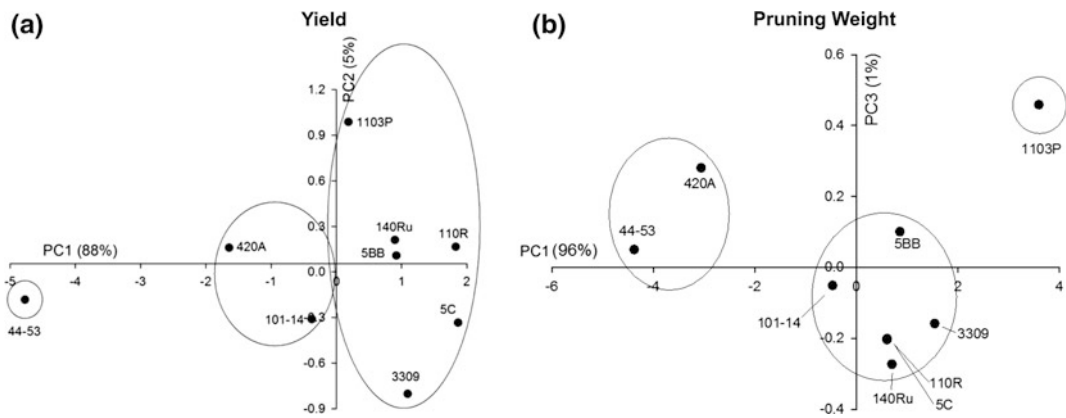 (a)
Yield
PC2 (5%)
1.2
0.9
0.6
0.3
0.0
-0.3
-0.6
-0.9
PC1 (88%)
-5
-4
-3
-2
-1
0
1
2
1103P
140Ru
110R
5BB
420A
44-53
101-14
5C
3309
(b)
Pruning Weight
PC3 (1%)
0.6
0.4
0.2
0.0
-0.2
-0.4
PC1 (96%)
-6
-4
-2
0
2
4
1103P
420A
44-53
5BB
101-14
3309
110R
140Ru
5C